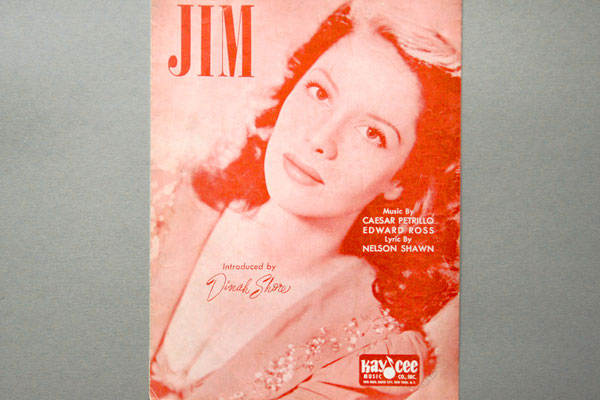 JIM
Music By
CAESAR PETRILLO
EDWARD ROSS
Lyric By
NELSON SHAWN
Introduced by
Dinah Shore
Kay Cee
MUSIC CO., INC.